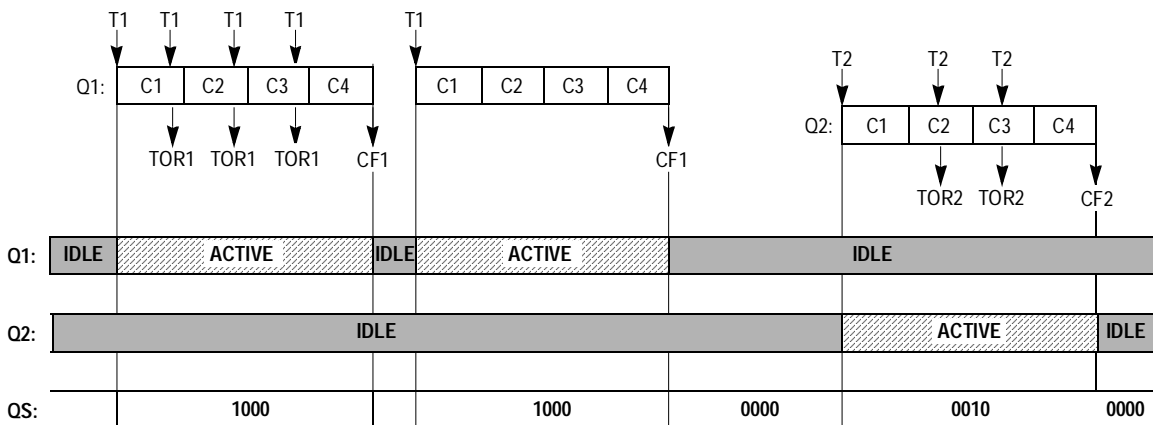 T1 T1 T1 T1 T1
Q1: C1 C2 C3 C4 C1 C2 C3 C4
TOR1 TOR1 TOR1 CF1 CF1
T2 T2 T2
Q2: C1 C2 C3 C4
TOR2 TOR2 CF2
Q1: IDLE ACTIVE IDLE ACTIVE IDLE
Q2: IDLE ACTIVE IDLE
QS: 1000 1000 0000 0010 0000